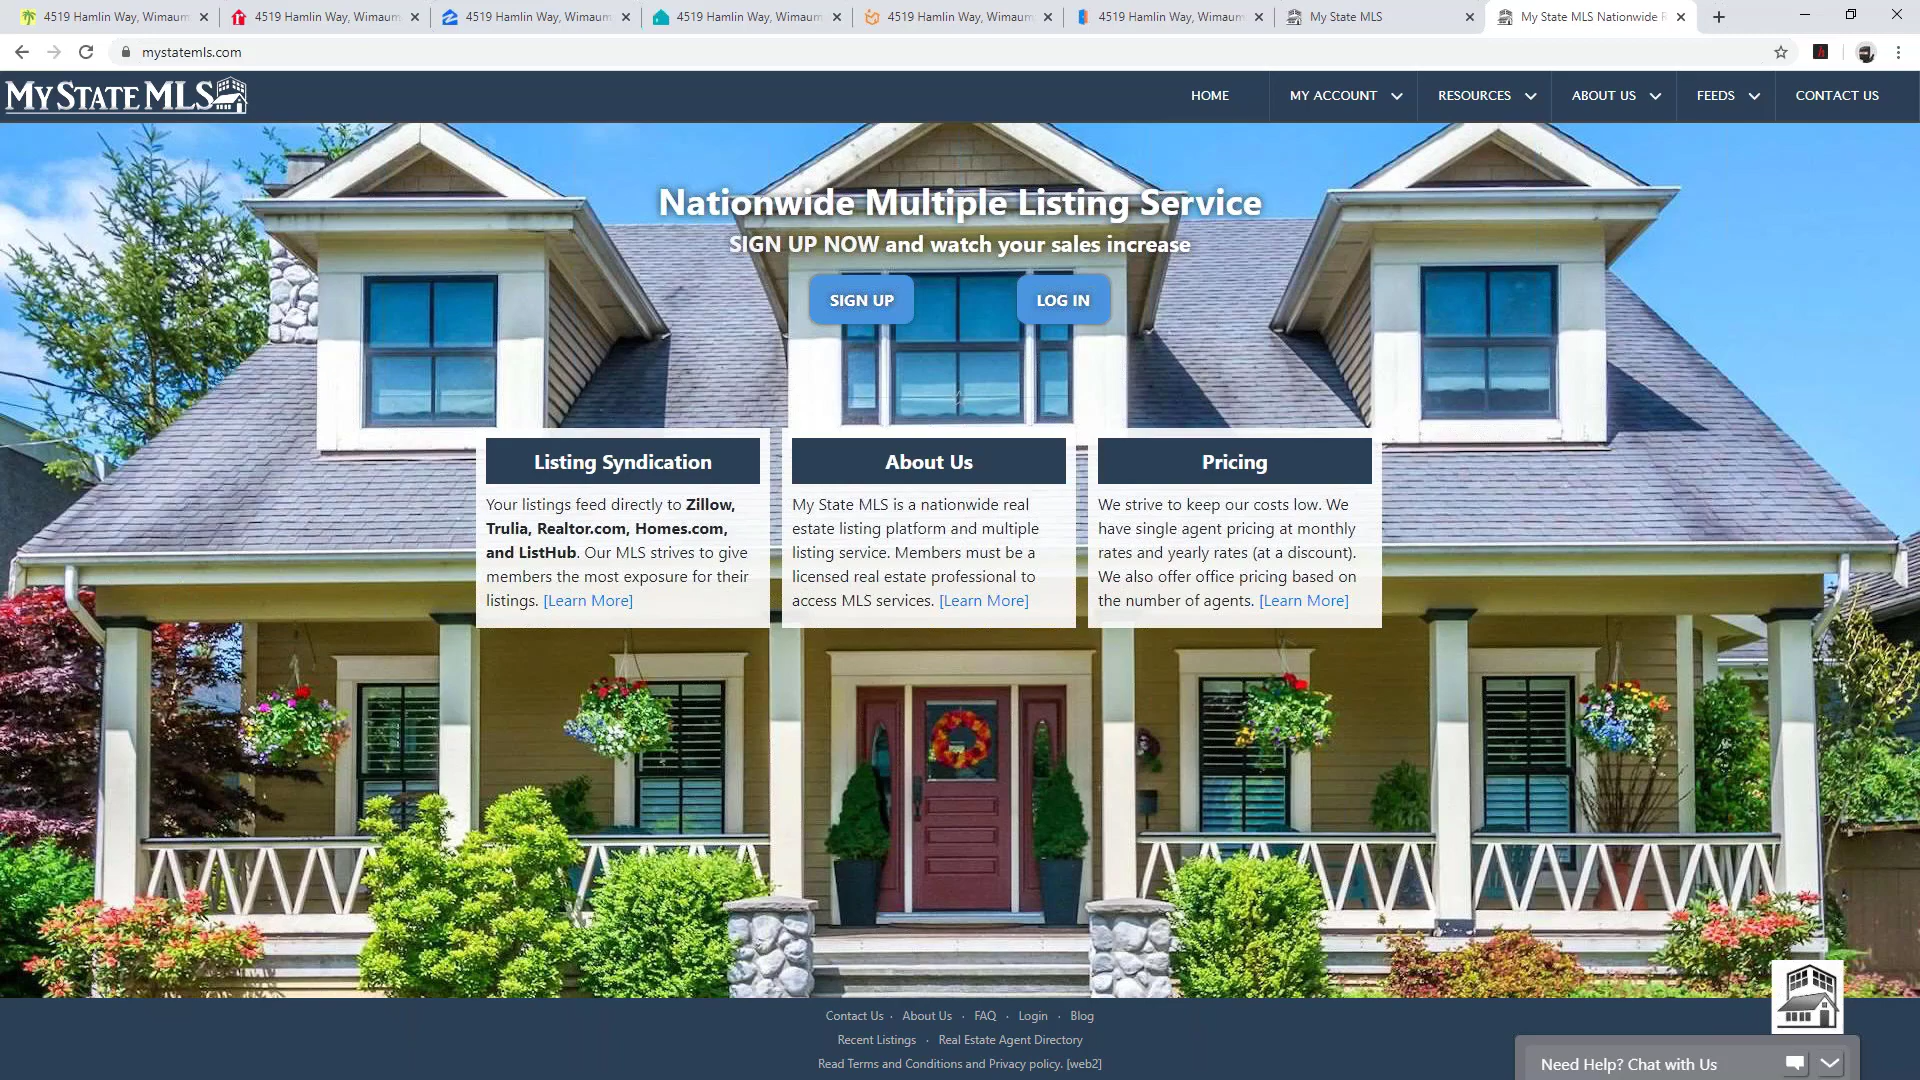 4519 Hamlin Way, Wimaum
4519 Hamlin Way, Wimaum
4519 Hamlin Way, Wimaum
4519 Hamlin Way, Wimaum
4519 Hamlin Way, Wimaum
4519 Hamlin Way, Wimaum
My State MLS
My State MLS Nationwide R
mystatemls.com
MY STATE MLS
HOME
MY ACCOUNT
RESOURCES
ABOUT US
FEEDS
CONTACT US
Nationwide Multiple Listing Service
SIGN UP NOW and watch your sales increase
SIGN UP
LOG IN
Listing Syndication
Your listings feed directly to Zillow,
Trulia, Realtor.com, Homes.com,
and ListHub. Our MLS strives to give
members the most exposure for their
listings. [Learn More]
About Us
My State MLS is a nationwide real
estate listing platform and multiple
listing service. Members must be a
licensed real estate professional to
access MLS services. [Learn More]
Pricing
We strive to keep our costs low. We
have single agent pricing at monthly
rates and yearly rates (at a discount).
We also offer office pricing based on
the number of agents. [Learn More]
Contact Us · About Us · FAQ · Login · Blog
Recent Listings · Real Estate Agent Directory
Read Terms and Conditions and Privacy policy. [web2]
Need Help? Chat with Us